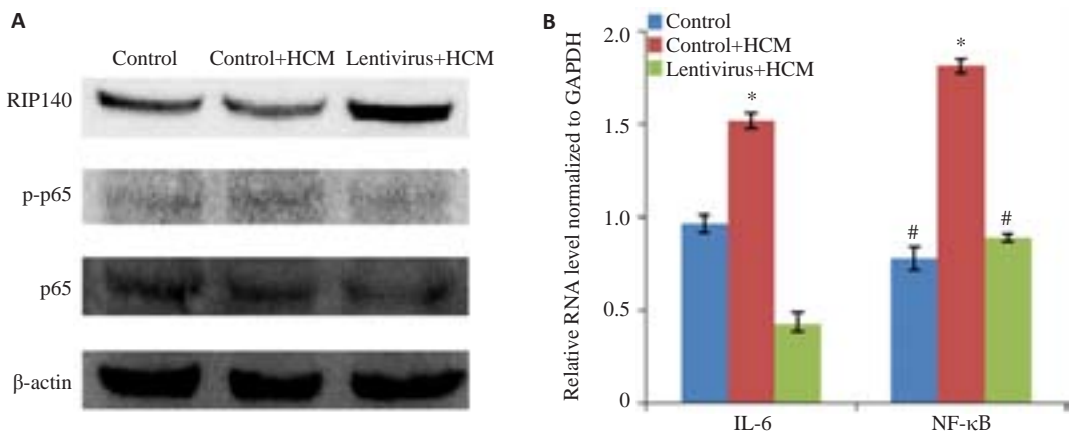 A
Control Control+HCM Lentivirus+HCM
RIP140
p-p65
p65
β-actin
B
Control
Control+HCM
Lentivirus+HCM
Relative RNA level normalized to GAPDH
2.0
1.5
1.0
0.5
0
*
*
#
#
IL-6
NF-κB